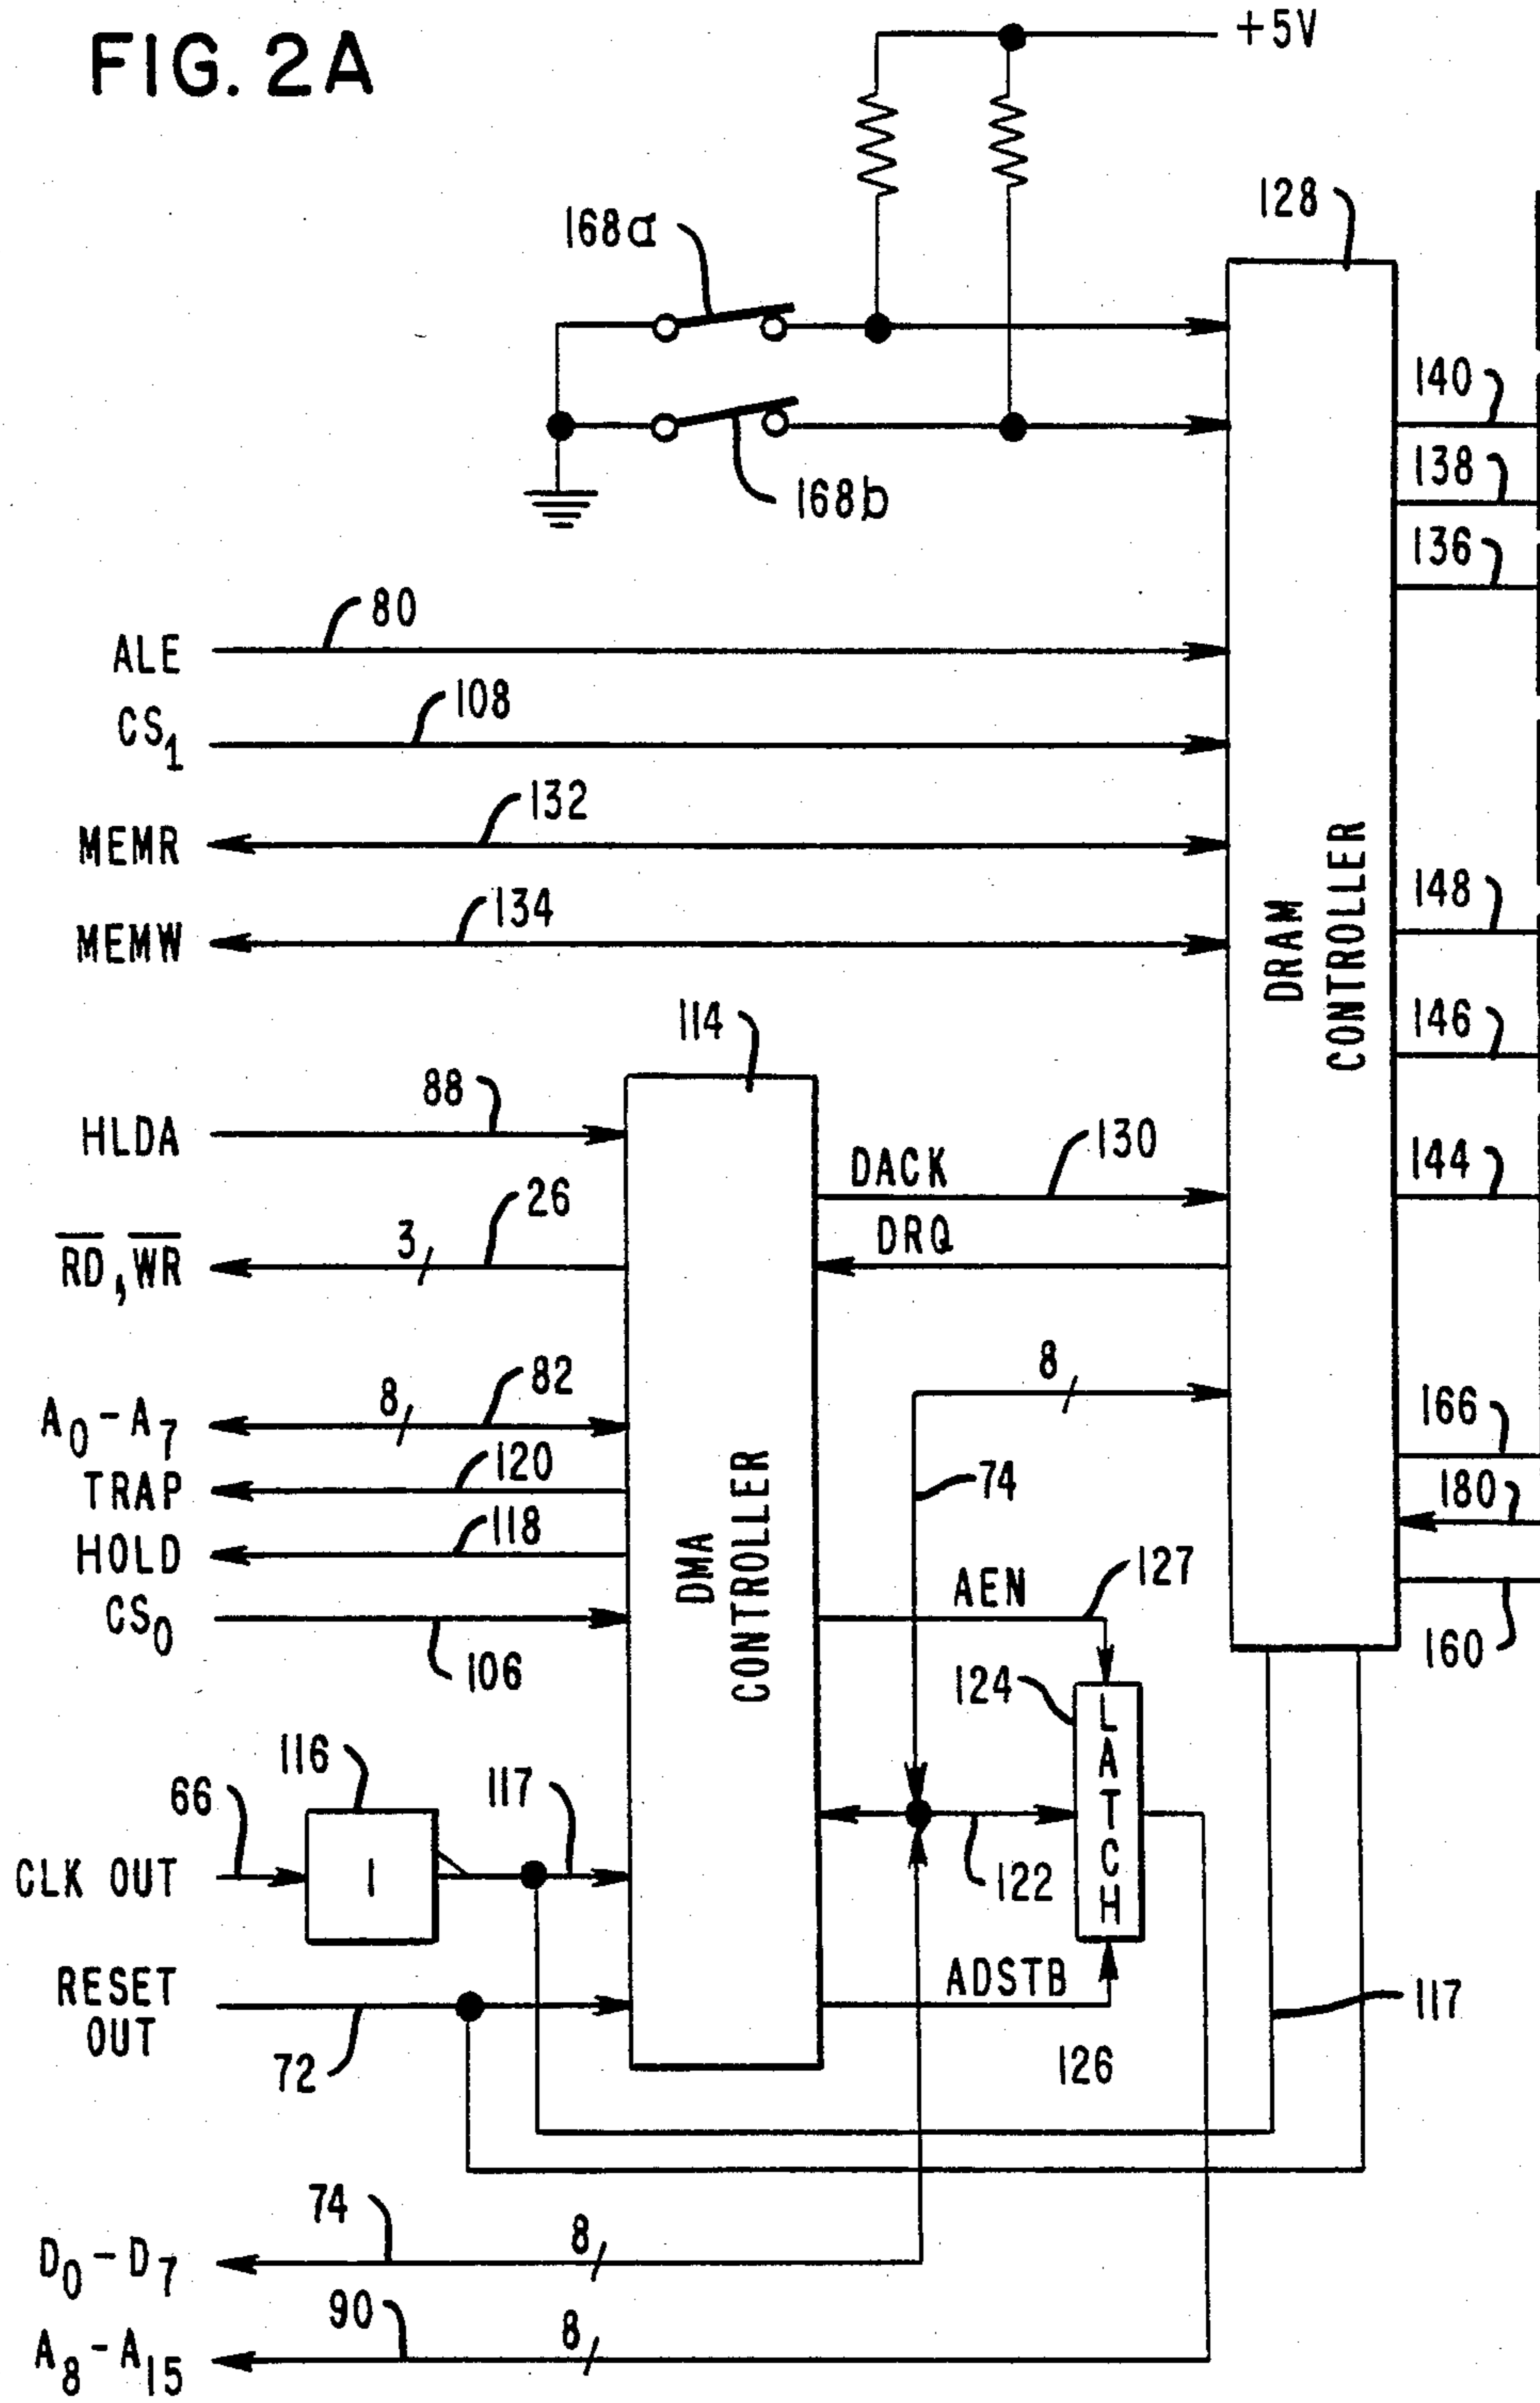 FIG. 2A
+5V
168a
128
168b
140
138
136
ALE
80
CS1
108
MEMR
132
MEMW
134
DRAM
CONTROLLER
148
146
144
114
HLDA
88
DACK
130
RD, WR
3
26
DRQ
A0-A7
8
82
8
TRAP
120
74
166
180
HOLD
118
DMA
CONTROLLER
AEN
127
CS0
106
160
124
LATCH
116
117
66
CLK OUT
I
122
RESET
OUT
72
ADSTB
117
126
74
D0-D7
8
90
A8-A15
8